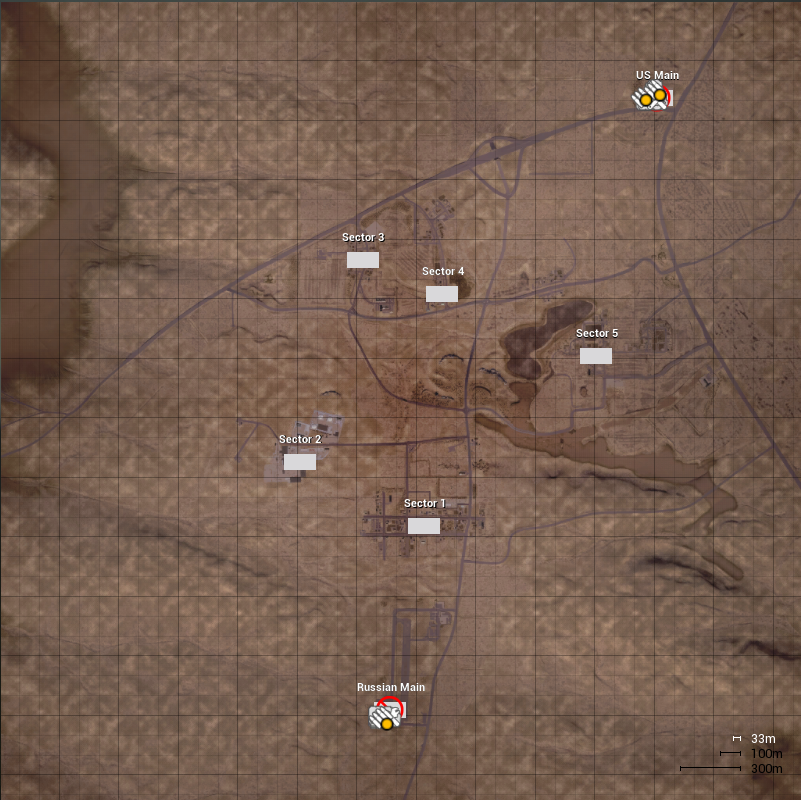 US Main
Sector 3
Sector 4
Sector 5
Sector 2
Sector 1
Russian Main
33m
100m
300m